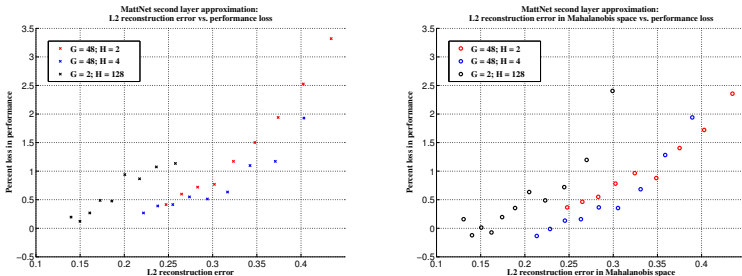 MattNet second layer approximation:
L2 reconstruction error vs. performance loss
3.5
3
2.5
2
1.5
1
0.5
0
−0.5
0.1
0.15
0.2
0.25
0.3
0.35
0.4
G = 48; H = 2
G = 48; H = 4
G = 2; H = 128
Percent loss in performance
L2 reconstruction error
MattNet second layer approximation:
L2 reconstruction error in Mahalanobis space vs. performance loss
3.5
3
2.5
2
1.5
1
0.5
0
−0.5
0.1
0.15
0.2
0.25
0.3
0.35
0.4
G = 48; H = 2
G = 48; H = 4
G = 2; H = 128
Percent loss in performance
L2 reconstruction error in Mahalanobis space